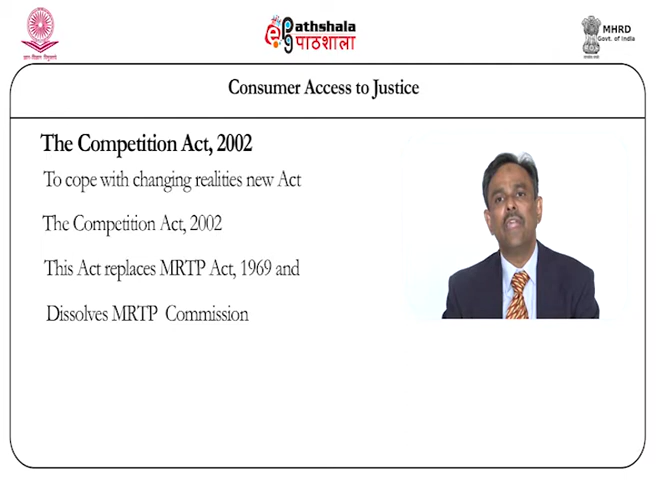 ePathshala
पाठशाला
MHRD
Govt. of India
Consumer Access to Justice
The Competition Act, 2002
To cope with changing realities new Act
The Competition Act, 2002
This Act replaces MRTP Act, 1969 and
Dissolves MRTP Commission